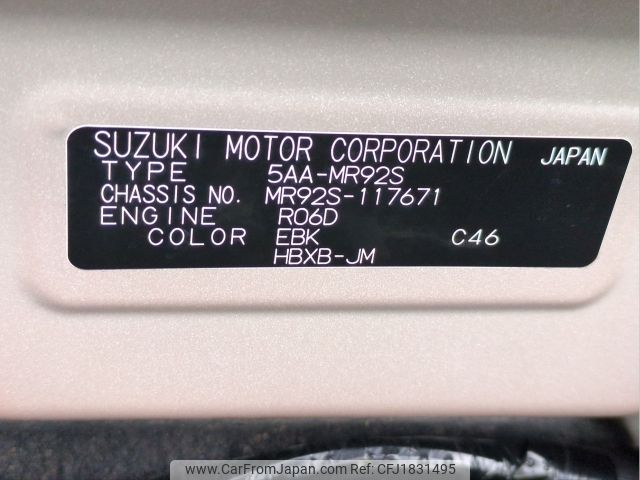 SUZUKI MOTOR CORPORATION JAPAN
TYPE 5AA-MR92S
CHASSIS NO. MR92S-117671
ENGINE R06D
COLOR EBK C46
HBXB-JM
www.CarFromJapan.com Ref No: CFJ1831495